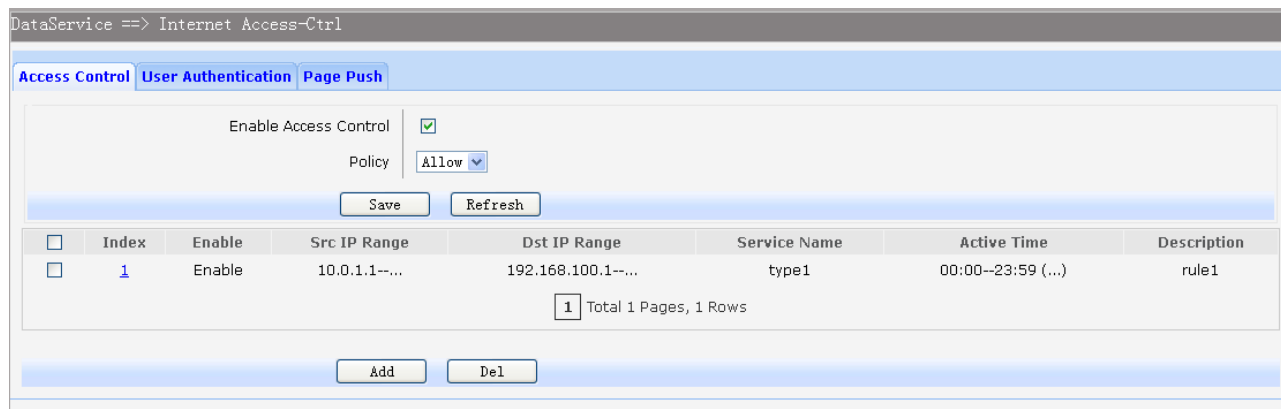 DataService ==> Internet Access-Ctrl
Access Control User Authentication Page Push
Enable Access Control
Policy Allow
Save Refresh
Index Enable Src IP Range Dst IP Range Service Name Active Time Description
1 Enable 10.0.1.1--... 192.168.100.1--... type1 00:00--23:59 (...) rule1
1 Total 1 Pages, 1 Rows
Add Del